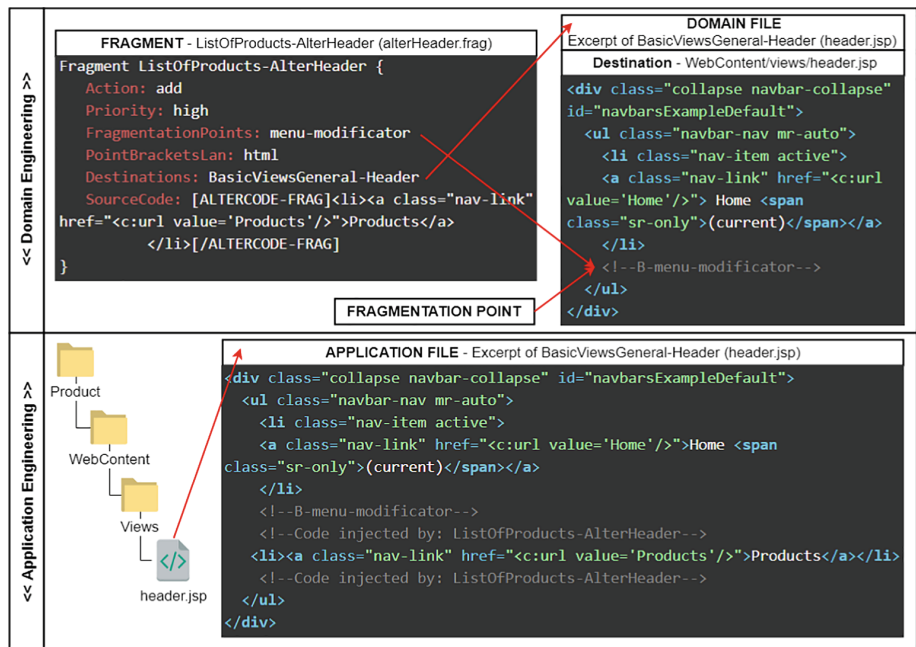 << Domain Engineering >>
FRAGMENT - ListOfProducts-AlterHeader (alterHeader.frag)
Fragment ListOfProducts-AlterHeader {
Action: add
Priority: high
FragmentationPoints: menu-modificator
PointBracketsLan: html
Destinations: BasicViewsGeneral-Header
SourceCode: [ALTERCODE-FRAG]<li><a class="nav-link"
href="<c:url value='Products'/>">Products</a>
</li>[/ALTERCODE-FRAG]
}
FRAGMENTATION POINT
DOMAIN FILE
Excerpt of BasicViewsGeneral-Header (header.jsp)
Destination - WebContent/views/header.jsp
<div class="collapse navbar-collapse"
id="navbarsExampleDefault">
<ul class="navbar-nav mr-auto">
<li class="nav-item active">
<a class="nav-link" href="<c:url
value='Home'/>"> Home <span
class="sr-only">(current)</span></a>
</li>
<!--B-menu-modificator-->
</ul>
</div>
<< Application Engineering >>
Product
WebContent
Views
header.jsp
APPLICATION FILE - Excerpt of BasicViewsGeneral-Header (header.jsp)
<div class="collapse navbar-collapse" id="navbarsExampleDefault">
<ul class="navbar-nav mr-auto">
<li class="nav-item active">
<a class="nav-link" href="<c:url value='Home'/>">Home <span
class="sr-only">(current)</span></a>
</li>
<!--B-menu-modificator-->
<!--Code injected by: ListOfProducts-AlterHeader-->
<li><a class="nav-link" href="<c:url value='Products'/>">Products</a></li>
<!--Code injected by: ListOfProducts-AlterHeader-->
</ul>
</div>